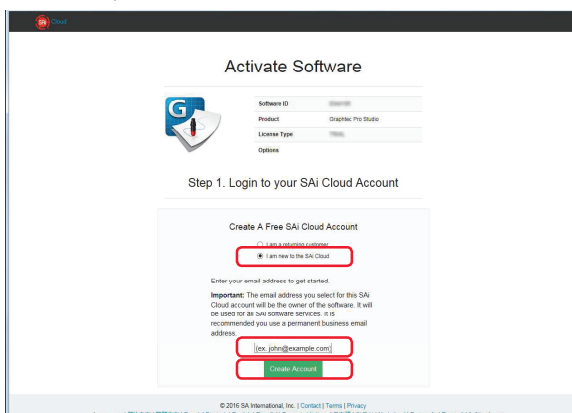 SAi Cloud
Activate Software
Software ID
Product Graphtec Pro Studio
License Type
Options
Step 1. Login to your SAi Cloud Account
Create A Free SAi Cloud Account
I am a returning customer
I am new to the SAi Cloud
Enter your email address to get started.
Important: The email address you select for this SAi
Cloud account will be the owner of the software. It will
be used for all SAi software services. It is
recommended you use a permanent business email
address.
(ex. john@example.com)
Create Account
© 2016 SA International, Inc. | Contact | Terms | Privacy